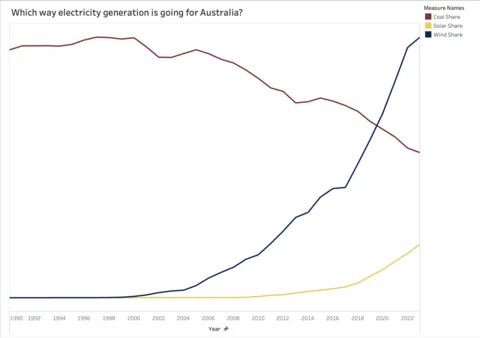 Which way electricity generation is going for Australia?
Measure Names
Coal Share
Solar Share
Wind Share
1990 1992 1994 1996 1998 2000 2002 2004 2006 2008 2010 2012 2014 2016 2018 2020 2022
Year